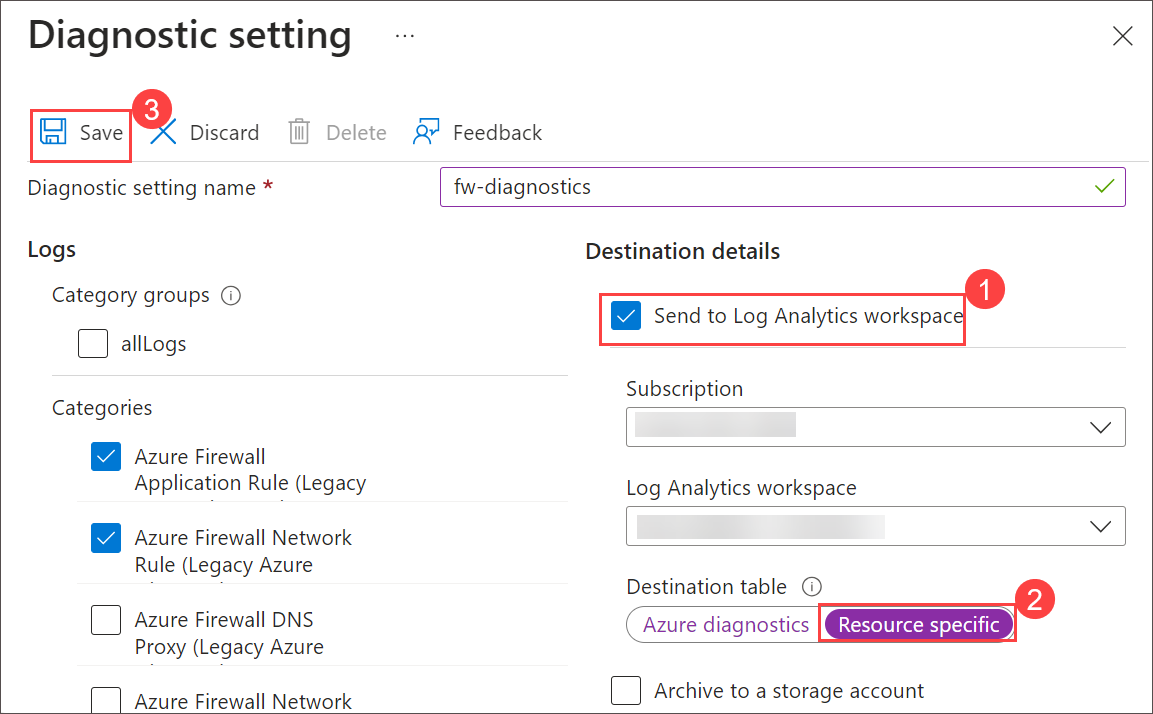 Diagnostic setting ...
3
Save Discard Delete Feedback
Diagnostic setting name * fw-diagnostics
Logs
Category groups
allLogs
Categories
Azure Firewall
Application Rule (Legacy
Azure Firewall Network
Rule (Legacy Azure
Azure Firewall DNS
Proxy (Legacy Azure
Azure Firewall Network
Destination details
1
Send to Log Analytics workspace
Subscription
Log Analytics workspace
Destination table
2
Azure diagnostics Resource specific
Archive to a storage account